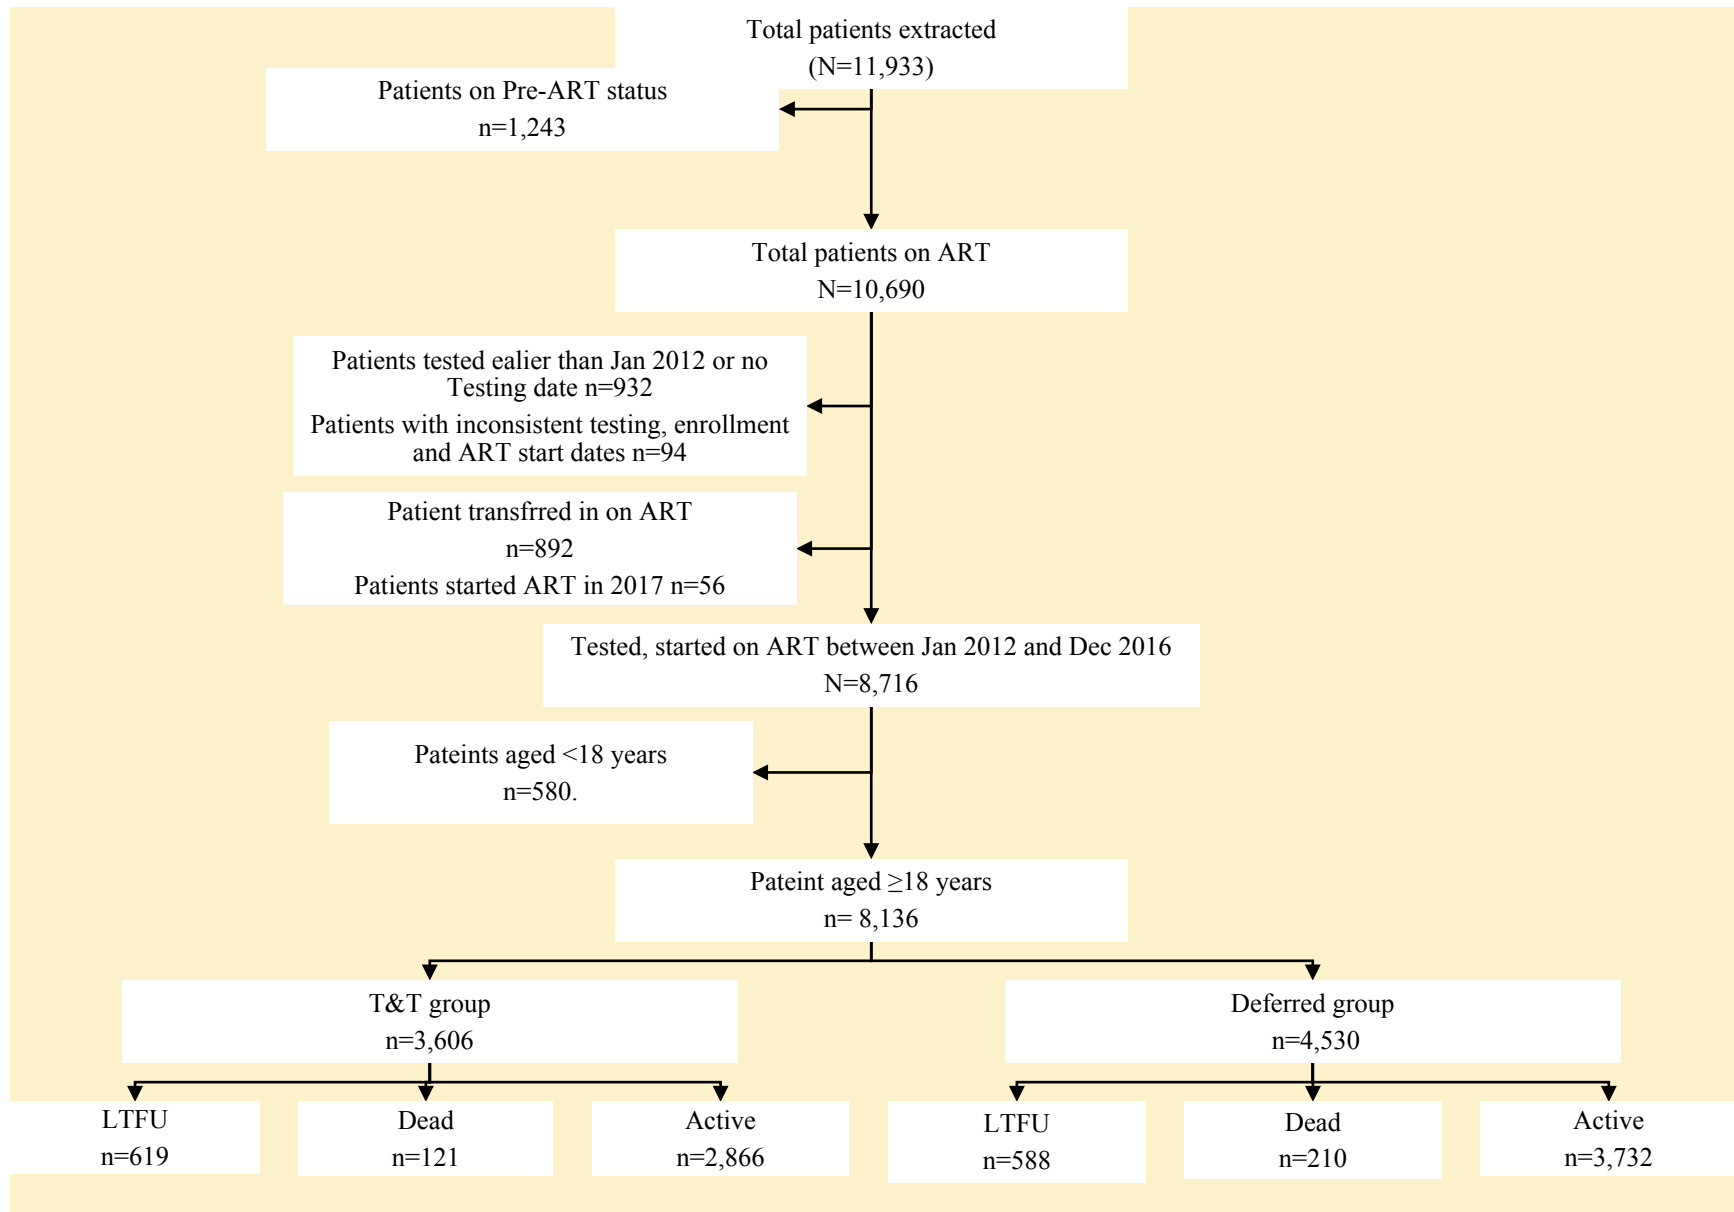 Total patients extracted
(N=11,933)
Patients on Pre-ART status
n=1,243
Total patients on ART
N=10,690
Patients tested ealier than Jan 2012 or no
Testing date n=932
Patients with inconsistent testing, enrollment
and ART start dates n=94
Patient transfrred in on ART
n=892
Patients started ART in 2017 n=56
Tested, started on ART between Jan 2012 and Dec 2016
N=8,716
Pateints aged <18 years
n=580.
Pateint aged ≥18 years
n= 8,136
T&T group
n=3,606
Deferred group
n=4,530
LTFU
n=619
Dead
n=121
Active
n=2,866
LTFU
n=588
Dead
n=210
Active
n=3,732